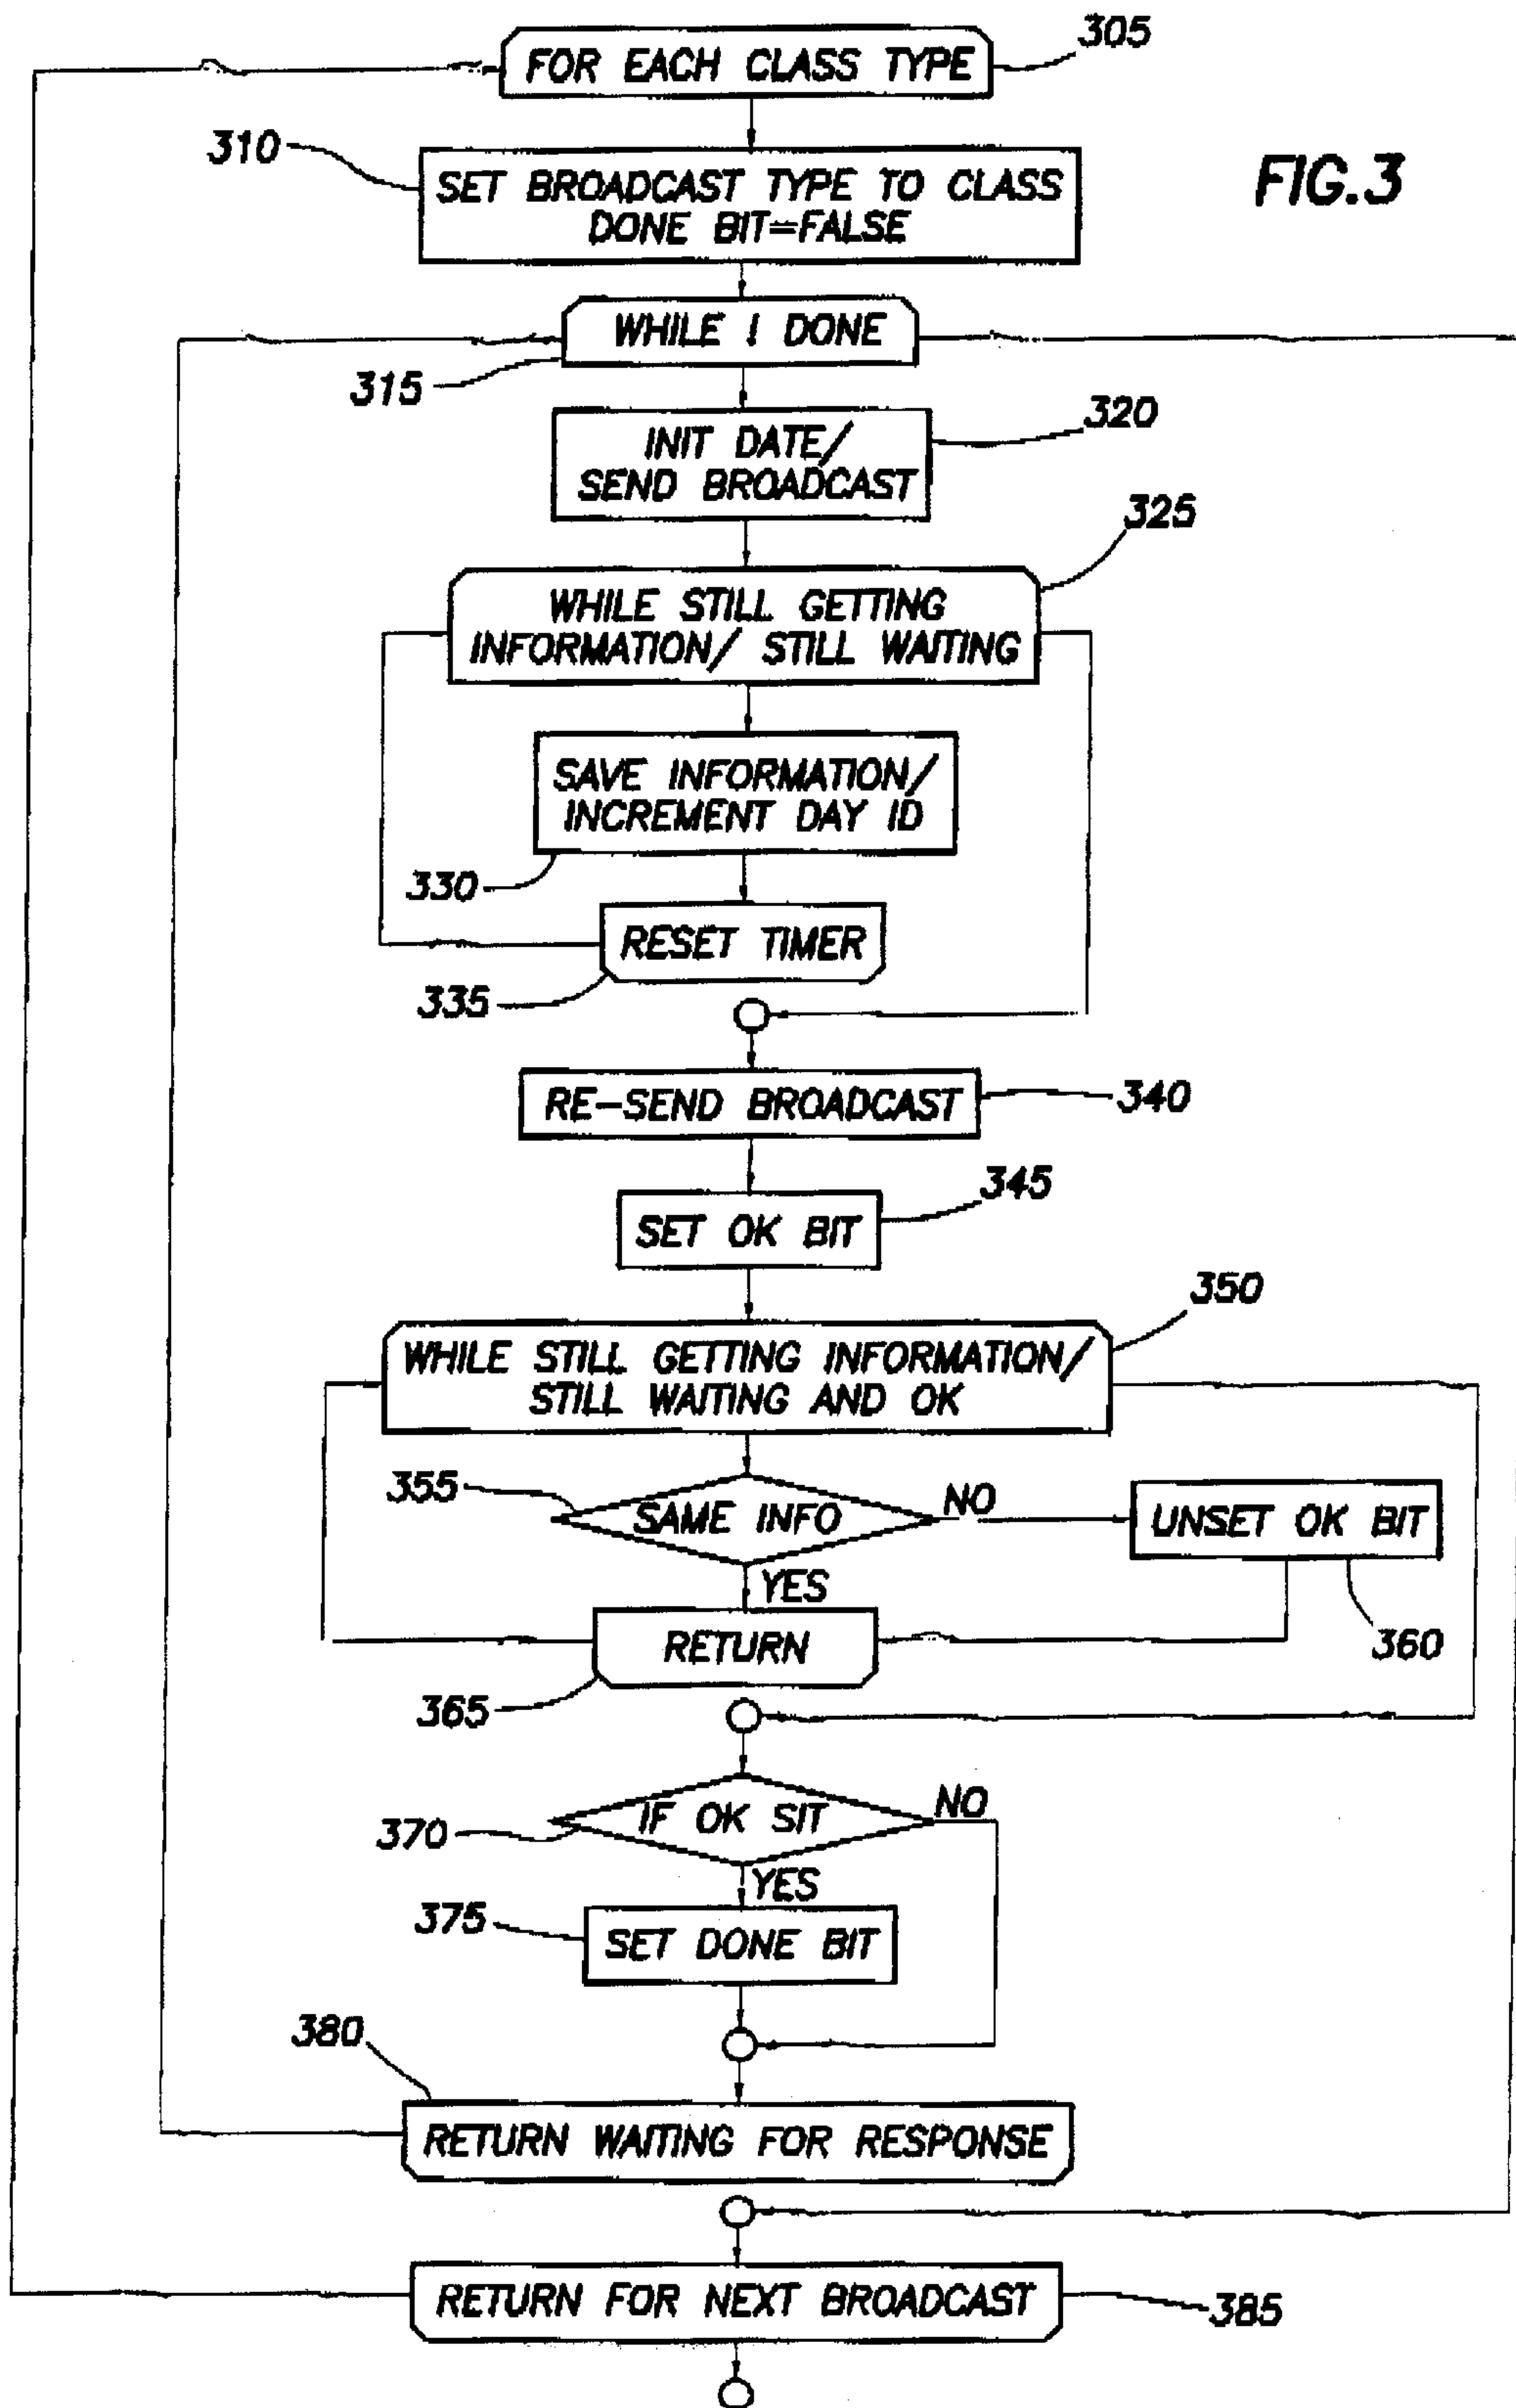 305
FOR EACH CLASS TYPE
310
FIG.3
SET BROADCAST TYPE TO CLASS
DONE BIT=FALSE
WHILE ! DONE
315
320
INIT DATE/
SEND BROADCAST
325
WHILE STILL GETTING
INFORMATION/ STILL WAITING
SAVE INFORMATION/
INCREMENT DAY ID
330
RESET TIMER
335
RE-SEND BROADCAST
340
345
SET OK BIT
350
WHILE STILL GETTING INFORMATION/
STILL WAITING AND OK
355
SAME INFO
NO
UNSET OK BIT
YES
RETURN
360
365
IF OK SIT
NO
370
YES
375
SET DONE BIT
380
RETURN WAITING FOR RESPONSE
RETURN FOR NEXT BROADCAST
385